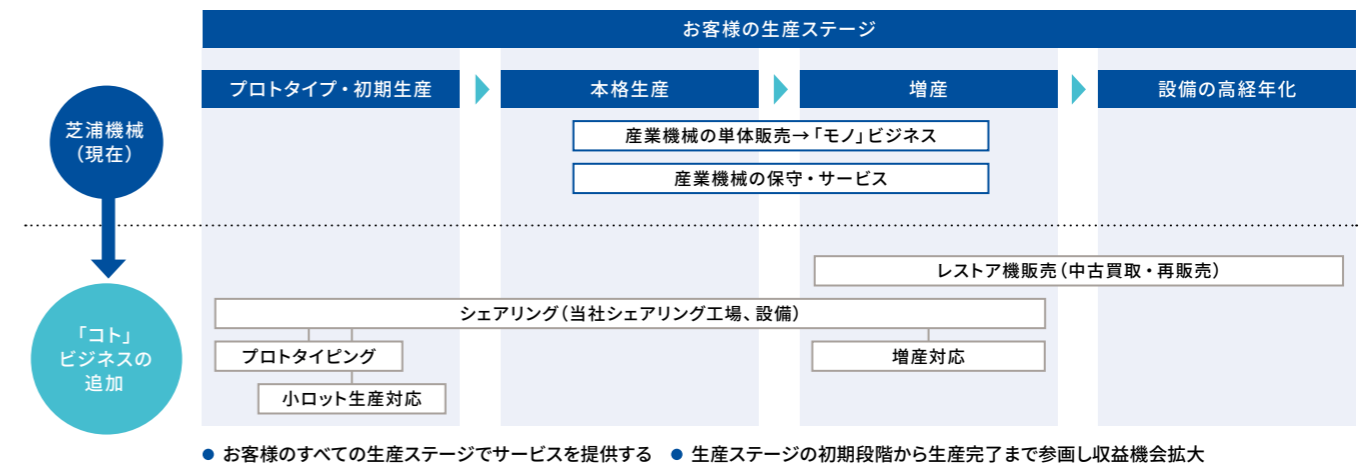 お客様の生産ステージ
プロトタイプ・初期生産
本格生産
増産
設備の高経年化
芝浦機械
（現在）
産業機械の単体販売→「モノ」ビジネス
産業機械の保守・サービス
「コト」
ビジネスの
追加
レストア機販売（中古買取・再販売）
シェアリング（当社シェアリング工場、設備）
プロトタイピング
増産対応
小ロット生産対応
● お客様のすべての生産ステージでサービスを提供する ● 生産ステージの初期段階から生産完了まで参画し収益機会拡大